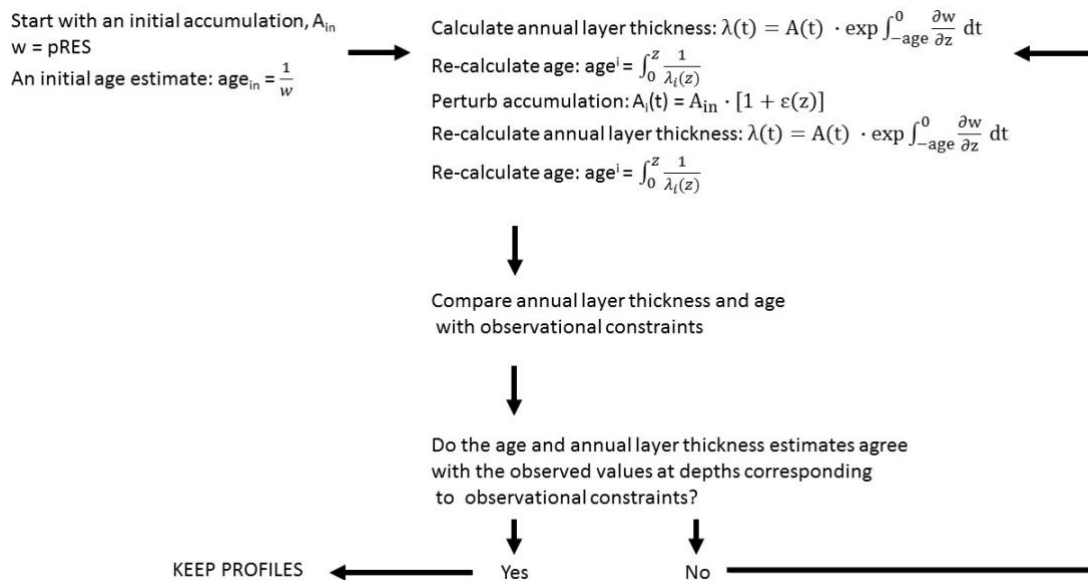 Start with an initial accumulation, A_in
w = pRES
An initial age estimate: age_in = 1/w
Calculate annual layer thickness: λ(t) = A(t) · exp ∫_{-age}^{0} ∂w/∂z dt
Re-calculate age: age^i = ∫_0^z 1/λ_i(z)
Perturb accumulation: A_i(t) = A_in · [1 + ε(z)]
Re-calculate annual layer thickness: λ(t) = A(t) · exp ∫_{-age}^{0} ∂w/∂z dt
Re-calculate age: age^i = ∫_0^z 1/λ_i(z)
Compare annual layer thickness and age
with observational constraints
Do the age and annual layer thickness estimates agree
with the observed values at depths corresponding
to observational constraints?
KEEP PROFILES
Yes
No